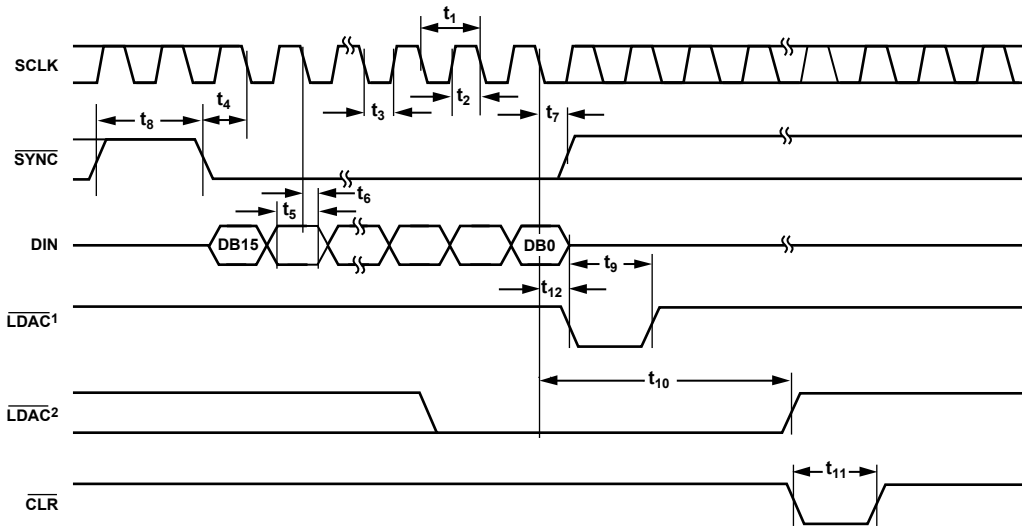 t1
SCLK
t4
t3
t2
t7
t8
SYNC
t6
t5
DIN
DB15
DB0
t9
t12
LDAC1
t10
LDAC2
t11
CLR